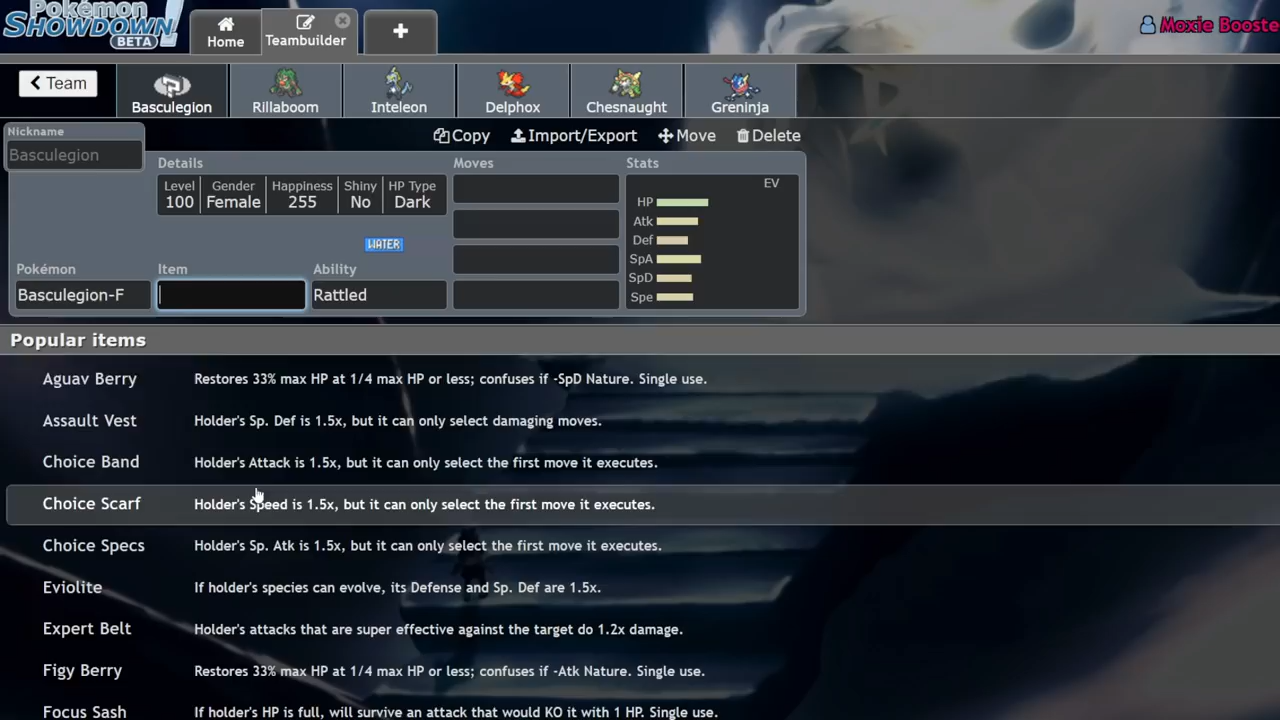 Pokémon
SHOWDOWN!
BETA
Home
Teambuilder
+
Moxie Booste
Team
Basculegion
Rillaboom
Inteleon
Delphox
Chesnaught
Greninja
Nickname
Basculegion
Copy
Import/Export
Move
Delete
Details
Moves
Stats
Level
Gender
Happiness
Shiny
HP Type
100
Female
255
No
Dark
EV
HP
Atk
Def
SpA
SpD
Spe
WATER
Pokémon
Item
Ability
Basculegion-F
Rattled
Popular items
Aguav Berry Restores 33% max HP at 1/4 max HP or less; confuses if -SpD Nature. Single use.
Assault Vest Holder's Sp. Def is 1.5x, but it can only select damaging moves.
Choice Band Holder's Attack is 1.5x, but it can only select the first move it executes.
Choice Scarf Holder's Speed is 1.5x, but it can only select the first move it executes.
Choice Specs Holder's Sp. Atk is 1.5x, but it can only select the first move it executes.
Eviolite If holder's species can evolve, its Defense and Sp. Def are 1.5x.
Expert Belt Holder's attacks that are super effective against the target do 1.2x damage.
Figy Berry Restores 33% max HP at 1/4 max HP or less; confuses if -Atk Nature. Single use.
Focus Sash If holder's HP is full, will survive an attack that would KO it with 1 HP. Single use.